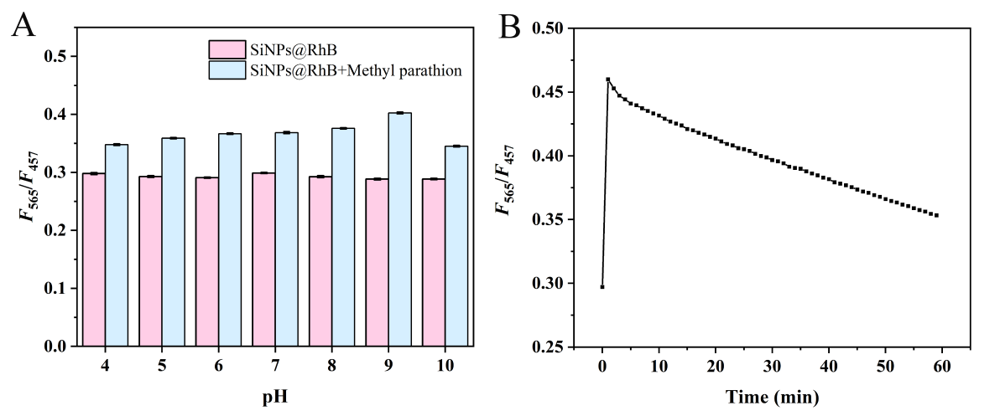 A
F565/F457
0.5
0.4
0.3
0.2
0.1
0.0
SiNPs@RhB
SiNPs@RhB+Methyl parathion
4 5 6 7 8 9 10
pH
B
F565/F457
0.50
0.45
0.40
0.35
0.30
0.25
0 10 20 30 40 50 60
Time (min)